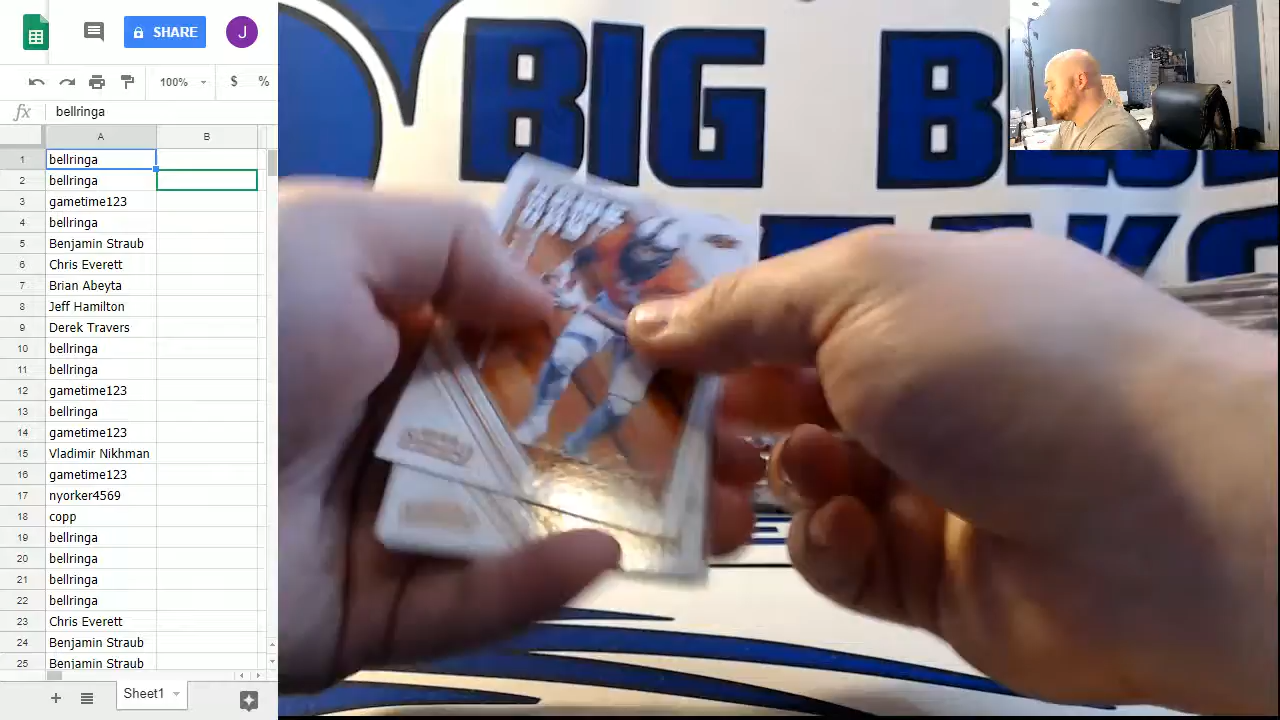 SHARE
J
100%
$
%
fx
bellringa
A
B
1 bellringa
2 bellringa
3 gametime123
4 bellringa
5 Benjamin Straub
6 Chris Everett
7 Brian Abeyta
8 Jeff Hamilton
9 Derek Travers
10 bellringa
11 bellringa
12 gametime123
13 bellringa
14 gametime123
15 Vladimir Nikhman
16 gametime123
17 nyorker4569
18 copp
19 bellringa
20 bellringa
21 bellringa
22 bellringa
23 Chris Everett
24 Benjamin Straub
25 Benjamin Straub
Sheet1
BIG